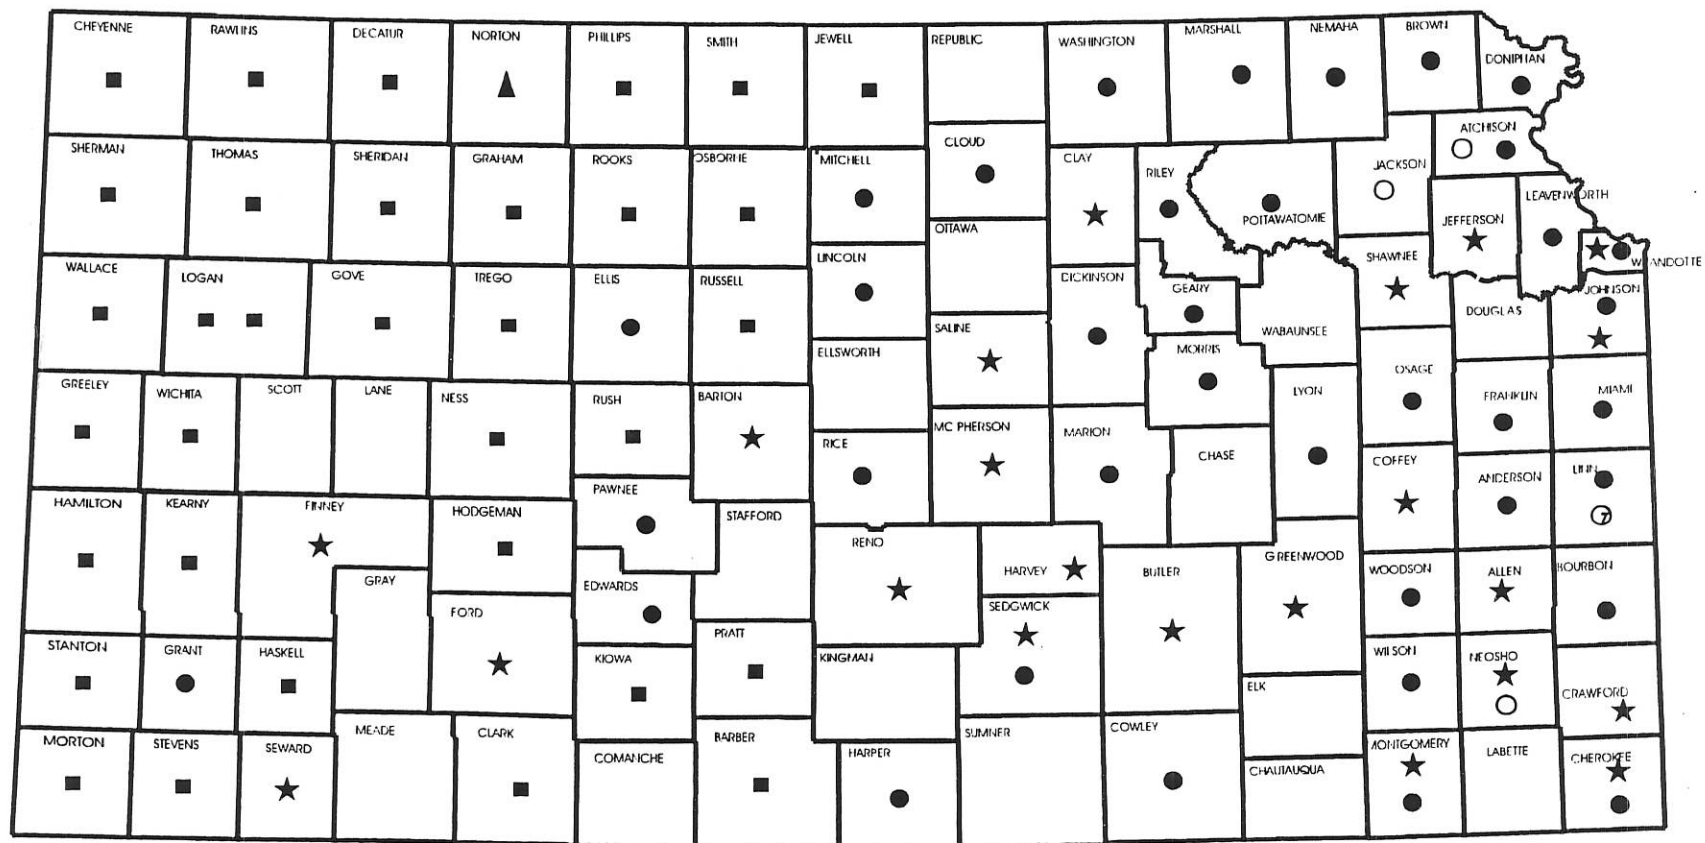 CHEYENNE
RAWLINS
DECATUR
NORTON
PHILLIPS
SMITH
JEWELL
REPUBLIC
WASHINGTON
MARSHALL
NEMAHA
BROWN
DONIPHAN
SHERMAN
THOMAS
SHERIDAN
GRAHAM
ROOKS
OSBORNE
MITCHELL
CLOUD
CLAY
RILEY
POTTAWATOMIE
JACKSON
ATCHISON
JEFFERSON
LEAVENWORTH
WYANDOTTE
WALLACE
LOGAN
GOVE
TREGO
ELLIS
RUSSELL
LINCOLN
OTTAWA
DICKINSON
GEARY
WABAUNSEE
SHAWNEE
DOUGLAS
JOHNSON
ELLSWORTH
SALINE
MORRIS
OSAGE
FRANKLIN
MIAMI
GREELEY
WICHITA
SCOTT
LANE
NESS
RUSH
BARTON
RICE
MC PHERSON
MARION
CHASE
LYON
COFFEY
ANDERSON
LINN
7
HAMILTON
KEARNY
FINNEY
HODGEMAN
PAWNEE
STAFFORD
RENO
HARVEY
BUTLER
GREENWOOD
WOODSON
ALLEN
BOURBON
GRAY
FORD
EDWARDS
SEDGWICK
STANTON
GRANT
HASKELL
KIOWA
PRATT
KINGMAN
ELK
WILSON
NEOSHO
CRAWFORD
MORTON
STEVENS
SEWARD
MEADE
CLARK
COMANCHE
BARBER
HARPER
SUMNER
COWLEY
CHAUTAUQUA
MONTGOMERY
LABETTE
CHEROKEE